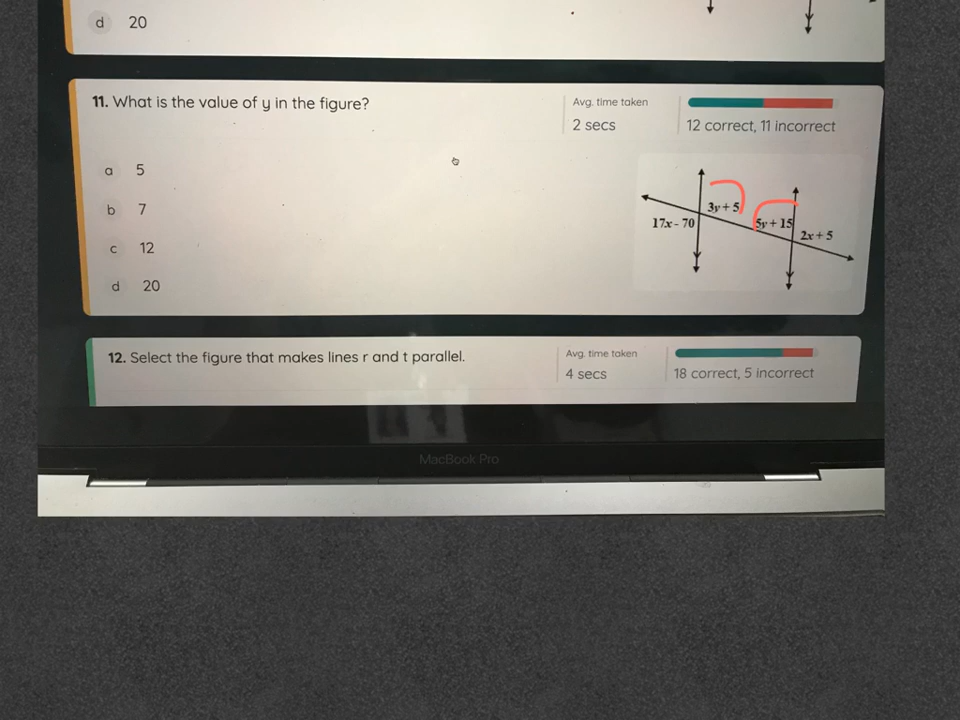 d 20
11. What is the value of y in the figure?
Avg. time taken
2 secs
12 correct, 11 incorrect
a 5
b 7
c 12
d 20
3y + 5
17x - 70
5y + 15
2x + 5
12. Select the figure that makes lines r and t parallel.
Avg. time taken
4 secs
18 correct, 5 incorrect
MacBook Pro